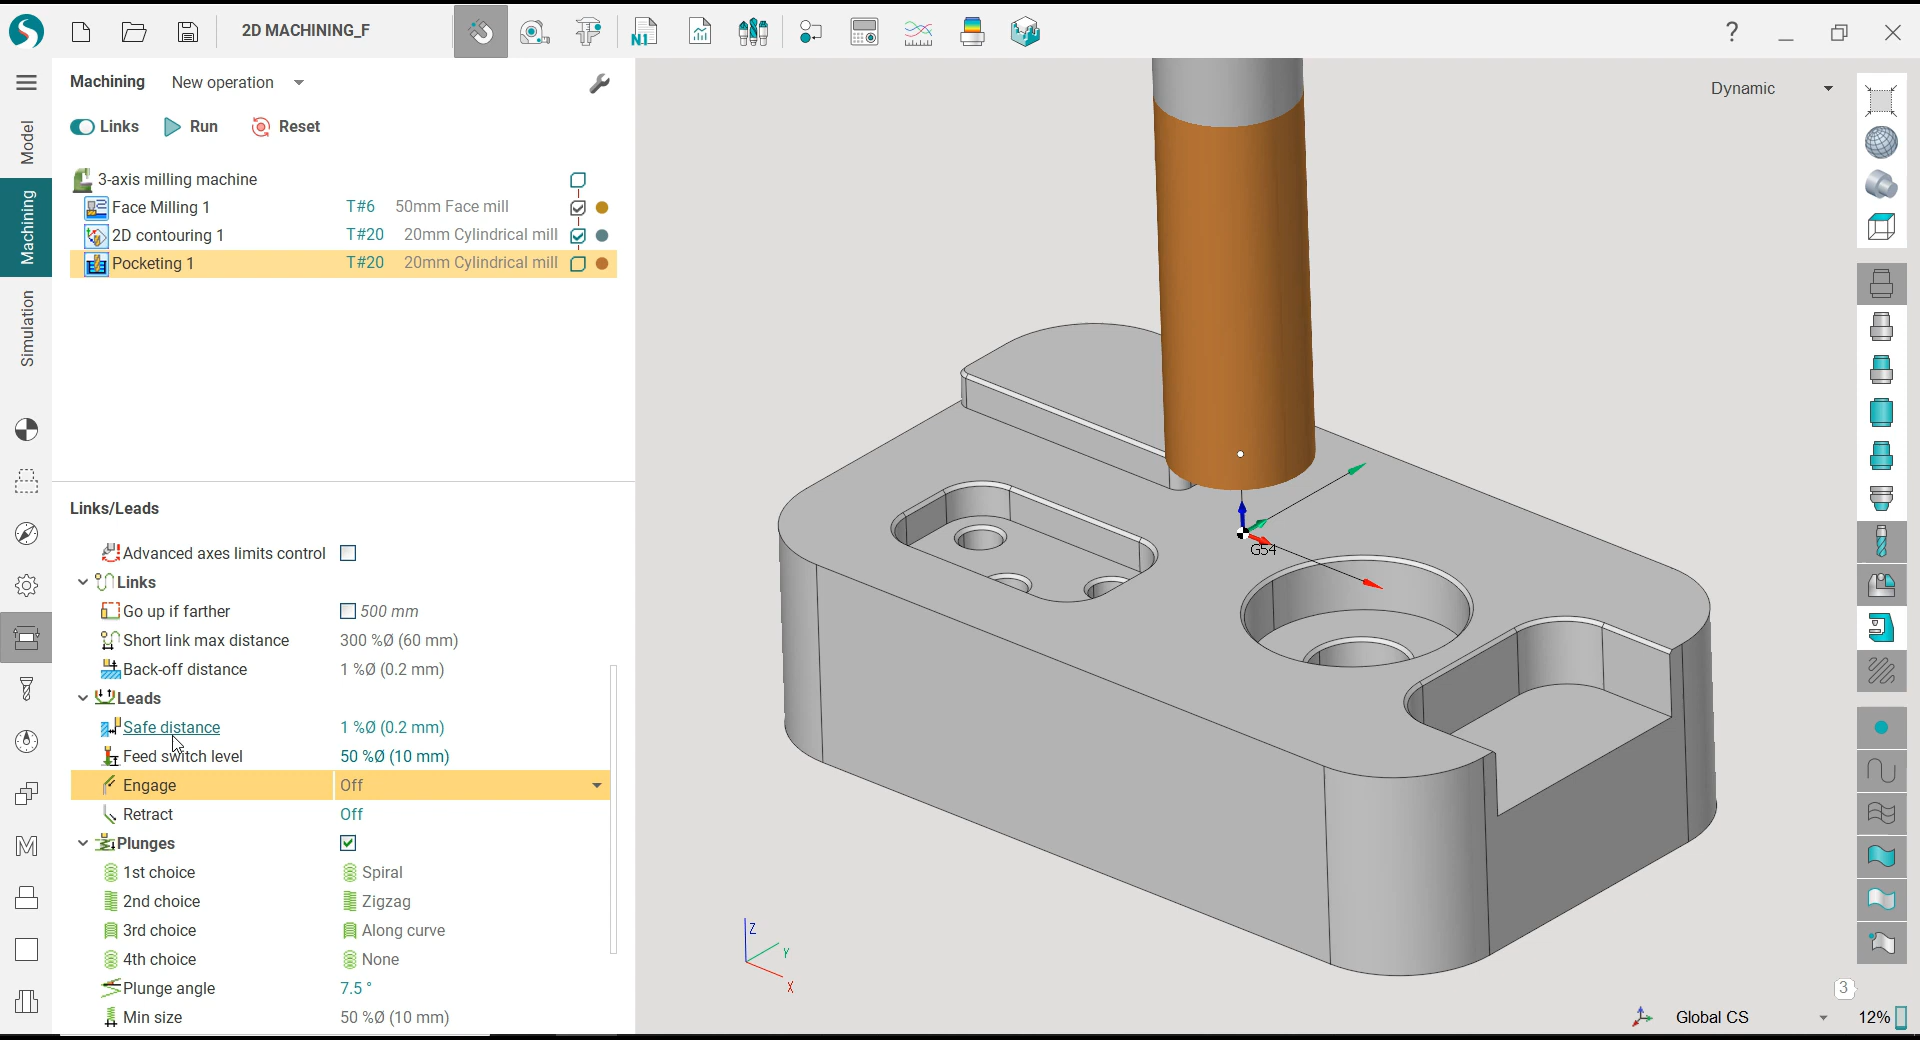 2D MACHINING_F
N1
?
Machining New operation
Links Run Reset
Dynamic
Model
Machining
Simulation
3-axis milling machine
Face Milling 1 T#6 50mm Face mill
2D contouring 1 T#20 20mm Cylindrical mill
Pocketing 1 T#20 20mm Cylindrical mill
Links/Leads
Advanced axes limits control
Links
Go up if farther 500 mm
Short link max distance 300 %Ø (60 mm)
Back-off distance 1 %Ø (0.2 mm)
Leads
Safe distance 1 %Ø (0.2 mm)
Feed switch level 50 %Ø (10 mm)
Engage Off
Retract Off
Plunges
1st choice Spiral
2nd choice Zigzag
3rd choice Along curve
4th choice None
Plunge angle 7.5 °
Min size 50 %Ø (10 mm)
G54
Z
Y
X
M
3
Global CS 12%